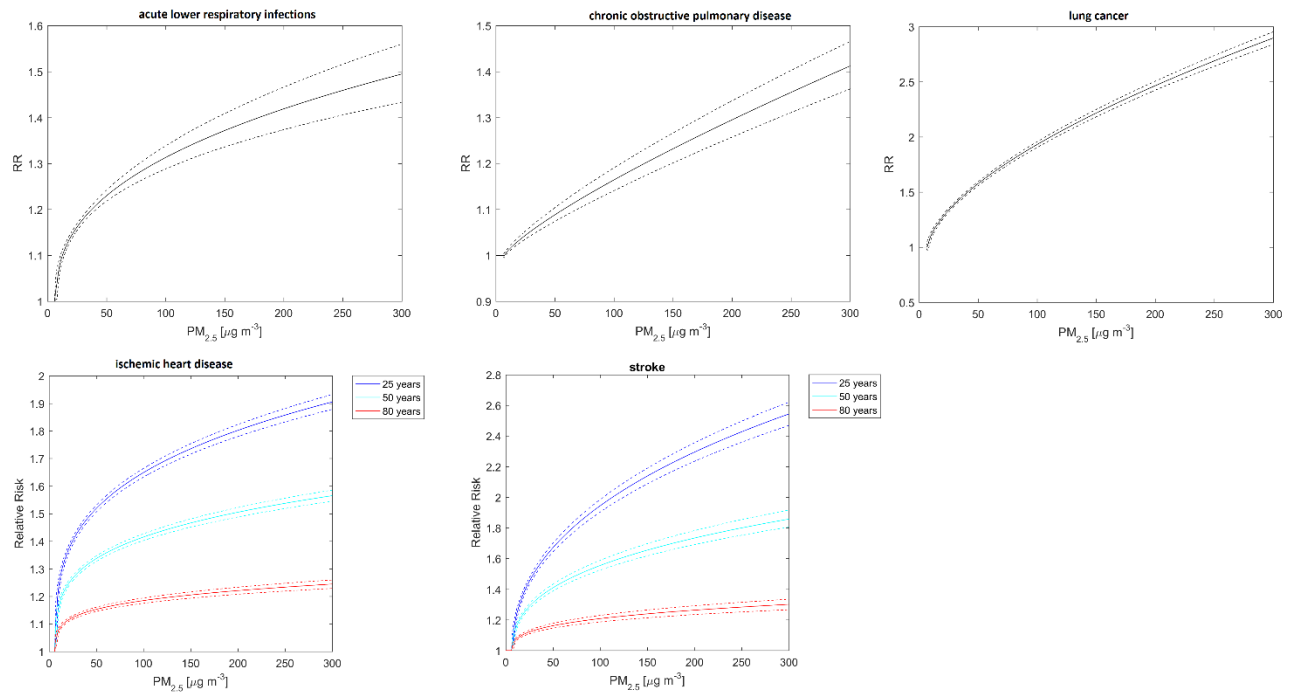 acute lower respiratory infections
1.6
1.5
1.4
1.3
1.2
1.1
1
RR
0 50 100 150 200 250 300
PM2.5 [μg m-3]
chronic obstructive pulmonary disease
1.5
1.4
1.3
1.2
1.1
1
0.9
RR
0 50 100 150 200 250 300
PM2.5 [μg m-3]
lung cancer
3
2.5
2
1.5
1
0.5
RR
0 50 100 150 200 250 300
PM2.5 [μg m-3]
ischemic heart disease
2
1.9
1.8
1.7
1.6
1.5
1.4
1.3
1.2
1.1
1
Relative Risk
0 50 100 150 200 250 300
PM2.5 [μg m-3]
25 years
50 years
80 years
stroke
2.8
2.6
2.4
2.2
2
1.8
1.6
1.4
1.2
1
Relative Risk
0 50 100 150 200 250 300
PM2.5 [μg m-3]
25 years
50 years
80 years